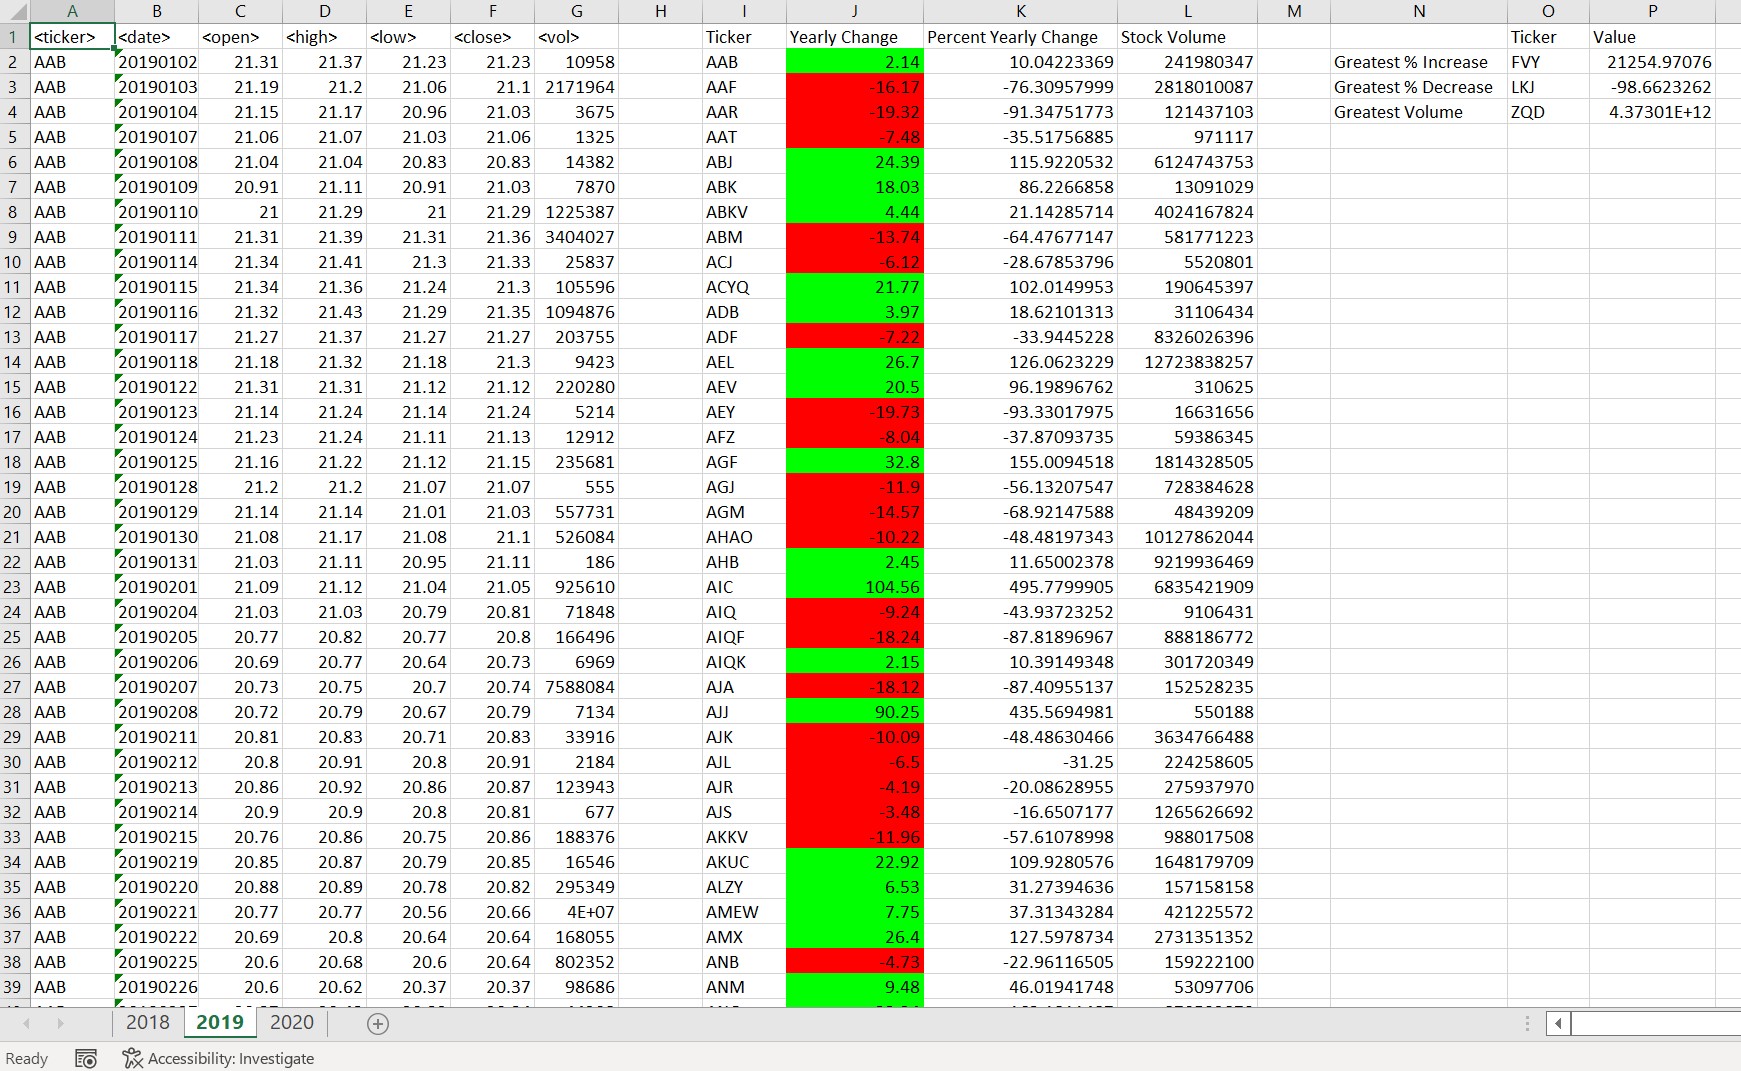 A B C D E F G H I J K L M N O P
1 <ticker> <date> <open> <high> <low> <close> <vol> Ticker Yearly Change Percent Yearly Change Stock Volume Ticker Value
2 AAB 20190102 21.31 21.37 21.23 21.23 10958 AAB 2.14 10.04223369 241980347 Greatest % Increase FVY 21254.97076
3 AAB 20190103 21.19 21.2 21.06 21.1 2171964 AAF -16.17 -76.30957999 2818010087 Greatest % Decrease LKJ -98.6623262
4 AAB 20190104 21.15 21.17 20.96 21.03 3675 AAR -19.32 -91.34751773 121437103 Greatest Volume ZQD 4.37301E+12
5 AAB 20190107 21.06 21.07 21.03 21.06 1325 AAT -7.48 -35.51756885 971117
6 AAB 20190108 21.04 21.04 20.83 20.83 14382 ABJ 24.39 115.9220532 6124743753
7 AAB 20190109 20.91 21.11 20.91 21.03 7870 ABK 18.03 86.2266858 13091029
8 AAB 20190110 21 21.29 21 21.29 1225387 ABKV 4.44 21.14285714 4024167824
9 AAB 20190111 21.31 21.39 21.31 21.36 3404027 ABM -13.74 -64.47677147 581771223
10 AAB 20190114 21.34 21.41 21.3 21.33 25837 ACJ -6.12 -28.67853796 5520801
11 AAB 20190115 21.34 21.36 21.24 21.3 105596 ACYQ 21.77 102.0149953 190645397
12 AAB 20190116 21.32 21.43 21.29 21.35 1094876 ADB 3.97 18.62101313 31106434
13 AAB 20190117 21.27 21.37 21.27 21.27 203755 ADF -7.22 -33.9445228 8326026396
14 AAB 20190118 21.18 21.32 21.18 21.3 9423 AEL 26.7 126.0623229 12723838257
15 AAB 20190122 21.31 21.31 21.12 21.12 220280 AEV 20.5 96.19896762 310625
16 AAB 20190123 21.14 21.24 21.14 21.24 5214 AEY -19.73 -93.33017975 16631656
17 AAB 20190124 21.23 21.24 21.11 21.13 12912 AFZ -8.04 -37.87093735 59386345
18 AAB 20190125 21.16 21.22 21.12 21.15 235681 AGF 32.8 155.0094518 1814328505
19 AAB 20190128 21.2 21.2 21.07 21.07 555 AGJ -11.9 -56.13207547 728384628
20 AAB 20190129 21.14 21.14 21.01 21.03 557731 AGM -14.57 -68.92147588 48439209
21 AAB 20190130 21.08 21.17 21.08 21.1 526084 AHAO -10.22 -48.48197343 10127862044
22 AAB 20190131 21.03 21.11 20.95 21.11 186 AHB 2.45 11.65002378 9219936469
23 AAB 20190201 21.09 21.12 21.04 21.05 925610 AIC 104.56 495.7799905 6835421909
24 AAB 20190204 21.03 21.03 20.79 20.81 71848 AIQ -9.24 -43.93723252 9106431
25 AAB 20190205 20.77 20.82 20.77 20.8 166496 AIQF -18.24 -87.81896967 888186772
26 AAB 20190206 20.69 20.77 20.64 20.73 6969 AIQK 2.15 10.39149348 301720349
27 AAB 20190207 20.73 20.75 20.7 20.74 7588084 AJA -18.12 -87.40955137 152528235
28 AAB 20190208 20.72 20.79 20.67 20.79 7134 AJJ 90.25 435.5694981 550188
29 AAB 20190211 20.81 20.83 20.71 20.83 33916 AJK -10.09 -48.48630466 3634766488
30 AAB 20190212 20.8 20.91 20.8 20.91 2184 AJL -6.5 -31.25 224258605
31 AAB 20190213 20.86 20.92 20.86 20.87 123943 AJR -4.19 -20.08628955 275937970
32 AAB 20190214 20.9 20.9 20.8 20.81 677 AJS -3.48 -16.6507177 1265626692
33 AAB 20190215 20.76 20.86 20.75 20.86 188376 AKKV -11.96 -57.61078998 988017508
34 AAB 20190219 20.85 20.87 20.79 20.85 16546 AKUC 22.92 109.9280576 1648179709
35 AAB 20190220 20.88 20.89 20.78 20.82 295349 ALZY 6.53 31.27394636 157158158
36 AAB 20190221 20.77 20.77 20.56 20.66 4E+07 AMEW 7.75 37.31343284 421225572
37 AAB 20190222 20.69 20.8 20.64 20.64 168055 AMX 26.4 127.5978734 2731351352
38 AAB 20190225 20.6 20.68 20.6 20.64 802352 ANB -4.73 -22.96116505 159222100
39 AAB 20190226 20.6 20.62 20.37 20.37 98686 ANM 9.48 46.01941748 53097706
2018 2019 2020
Ready Accessibility: Investigate